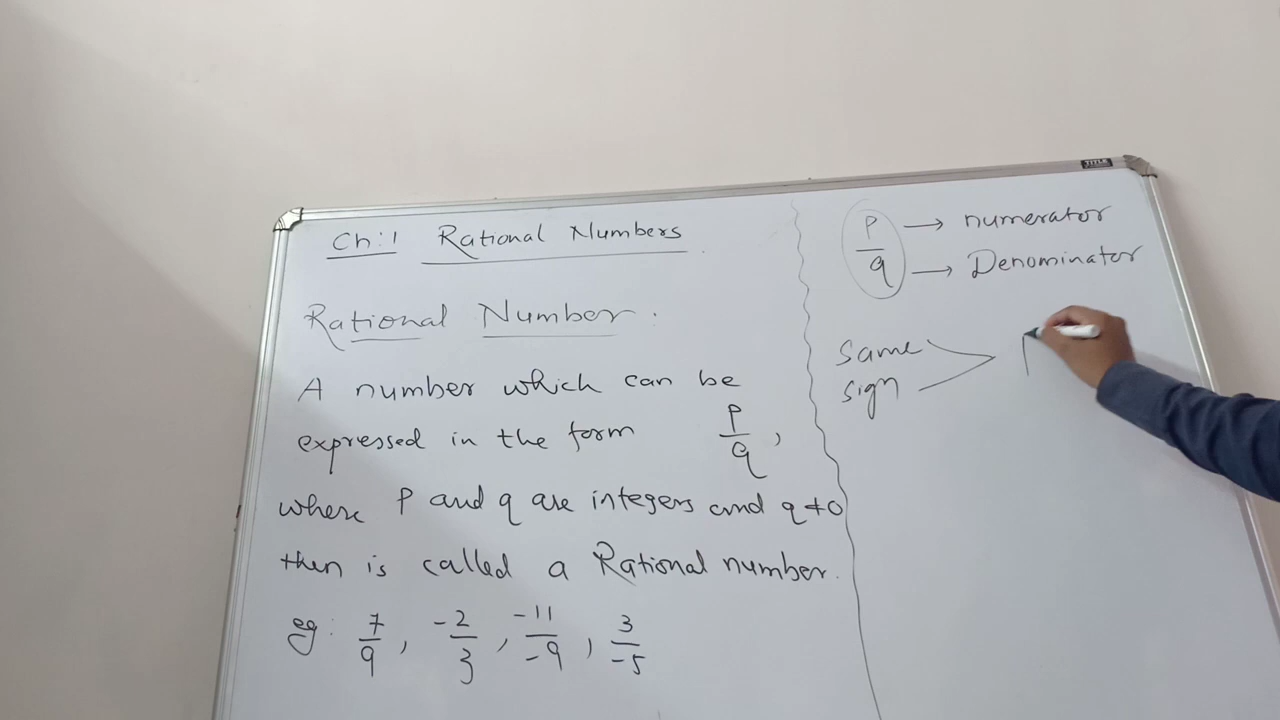 Ch:1 Rational Numbers
Rational Number:
A number which can be
expressed in the form P/q,
where P and q are integers and q≠0
then is called a Rational number.
eg: 7/9, -2/3, -11/-9, 3/-5
P/q → numerator
→ Denominator
Same
sign
TITLE